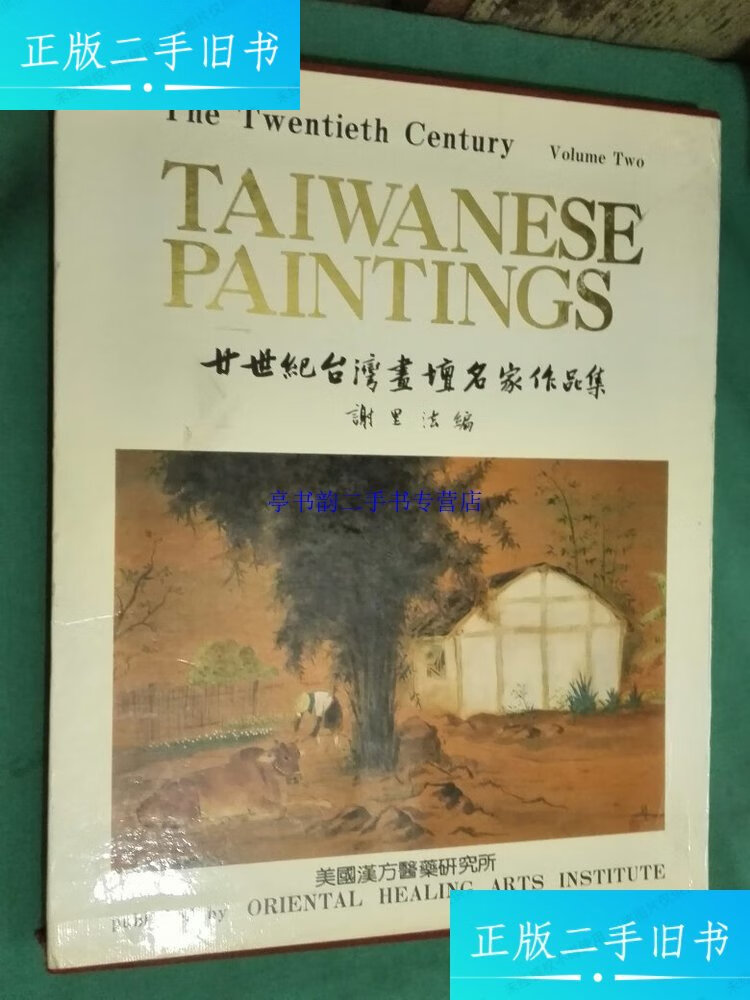 正版二手旧书
The Twentieth Century Volume Two
TAIWANESE
PAINTINGS
廿世紀台灣畫壇名家作品集
謝里法編
亭书韵二手书专营店
美國漢方醫藥研究所
by ORIENTAL HEALING ARTS INSTITUTE
正版二手旧书